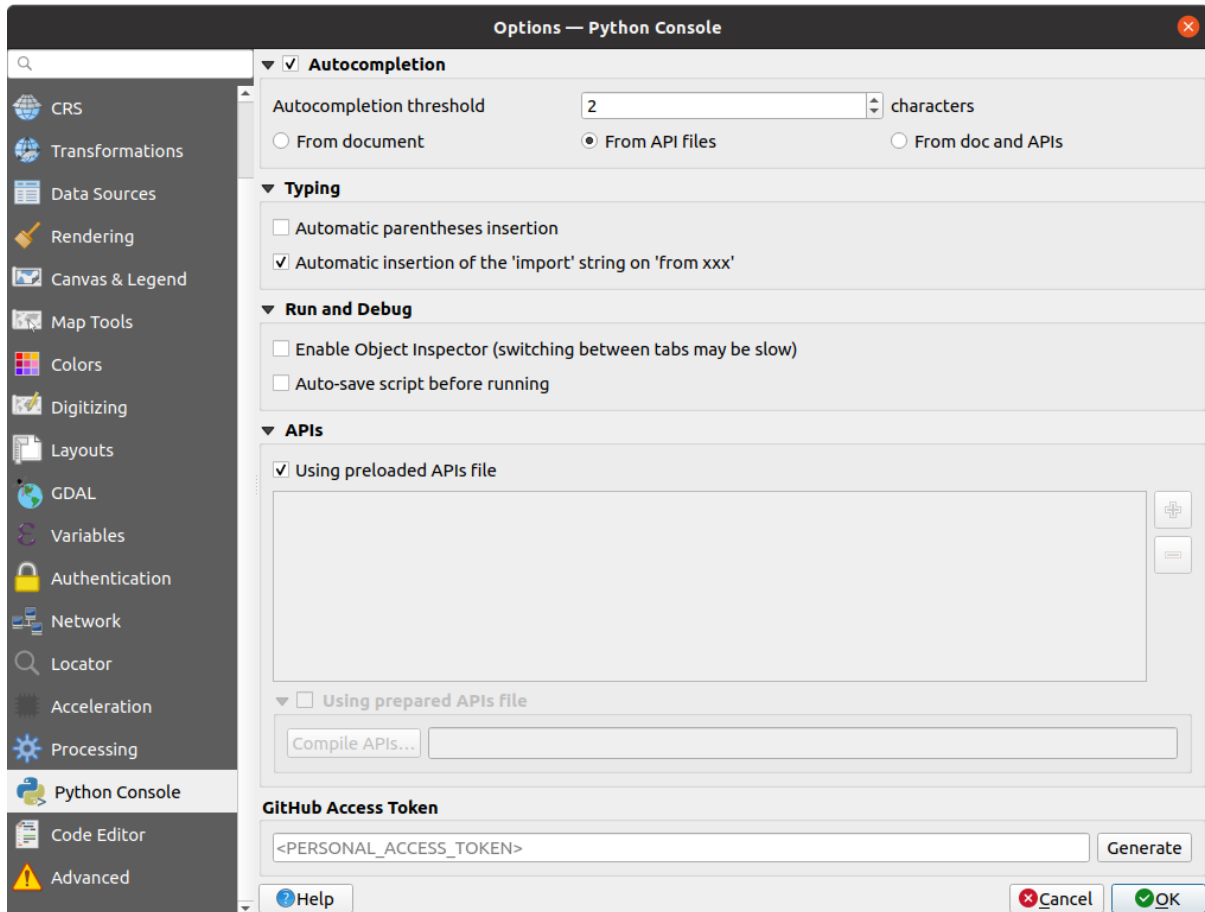 Options — Python Console
CRS
Transformations
Data Sources
Rendering
Canvas & Legend
Map Tools
Colors
Digitizing
Layouts
GDAL
Variables
Authentication
Network
Locator
Acceleration
Processing
Python Console
Code Editor
Advanced
Autocompletion
Autocompletion threshold 2 characters
From document From API files From doc and APIs
Typing
Automatic parentheses insertion
Automatic insertion of the 'import' string on 'from xxx'
Run and Debug
Enable Object Inspector (switching between tabs may be slow)
Auto-save script before running
APIs
Using preloaded APIs file
Using prepared APIs file
Compile APIs...
GitHub Access Token
<PERSONAL_ACCESS_TOKEN> Generate
Help Cancel OK